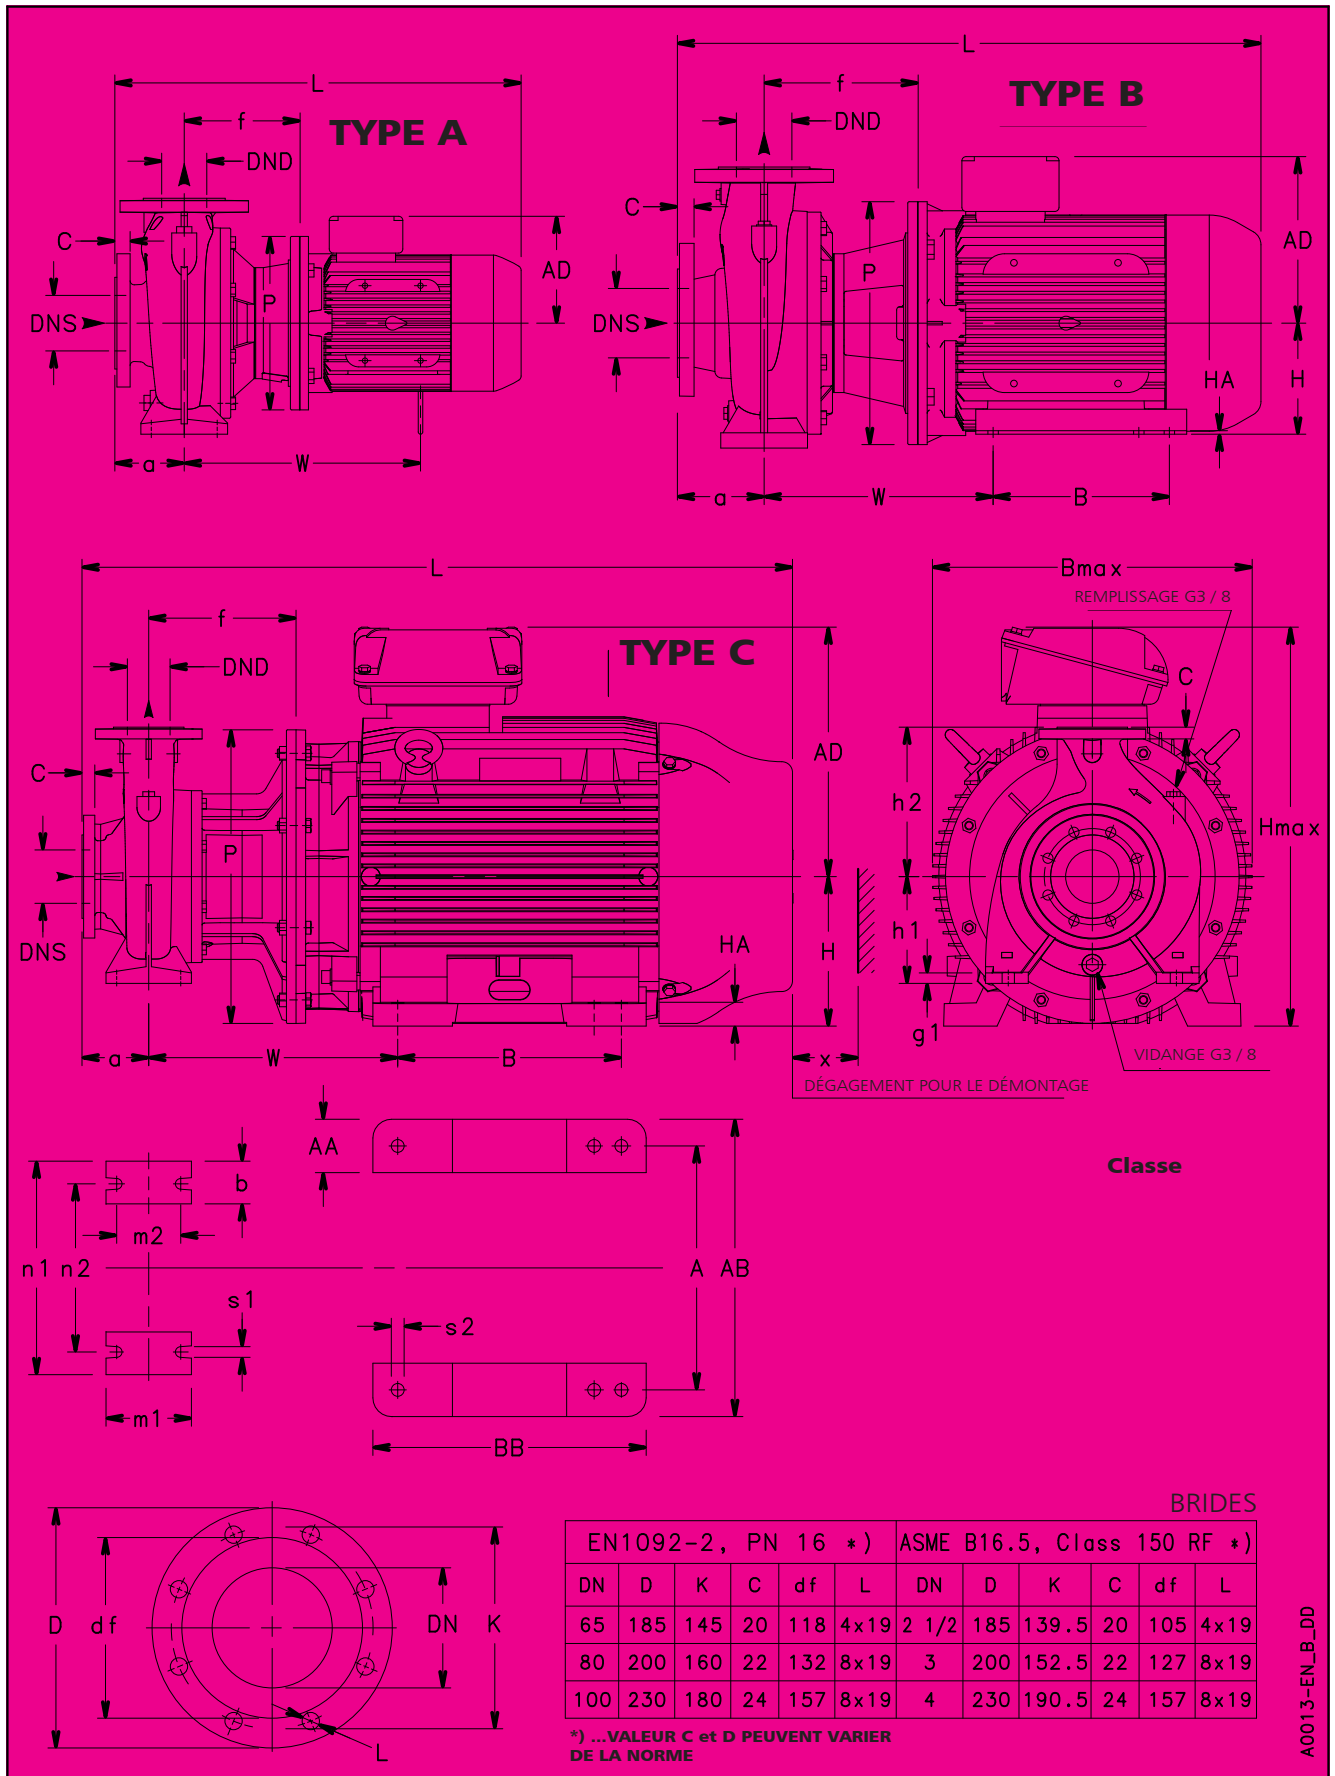 L
f
TYPE A
DND
C
AD
P
DNS
a
W
L
f
TYPE B
DND
C
AD
P
DNS
HA
H
a
W
B
L
f
TYPE C
DND
C
AD
P
DNS
HA
H
a
W
B
x
DÉGAGEMENT POUR LE DÉMONTAGE
Bmax
REMPLISSAGE G3 / 8
C
h2
Hmax
h1
g1
VIDANGE G3 / 8
AA
b
m2
n1 n2
s1
m1
A AB
s2
BB
Classe
D df DN K
L
BRIDES
EN1092-2, PN 16 *) ASME B16.5, Class 150 RF *)
DN D K C df L DN D K C df L
65 185 145 20 118 4x19 2 1/2 185 139.5 20 105 4x19
80 200 160 22 132 8x19 3 200 152.5 22 127 8x19
100 230 180 24 157 8x19 4 230 190.5 24 157 8x19
*) ...VALEUR C et D PEUVENT VARIER
DE LA NORME
A0013-EN_B_DD